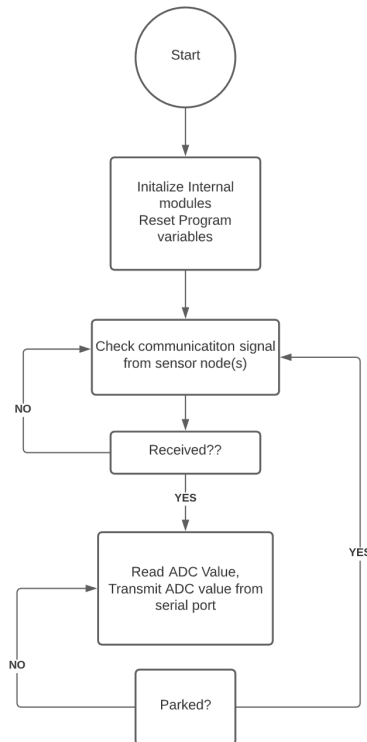 Start
Initalize Internal
modules
Reset Program
variables
Check communicatiton signal
from sensor node(s)
NO
Received??
YES
Read ADC Value,
Transmit ADC value from
serial port
YES
NO
Parked?